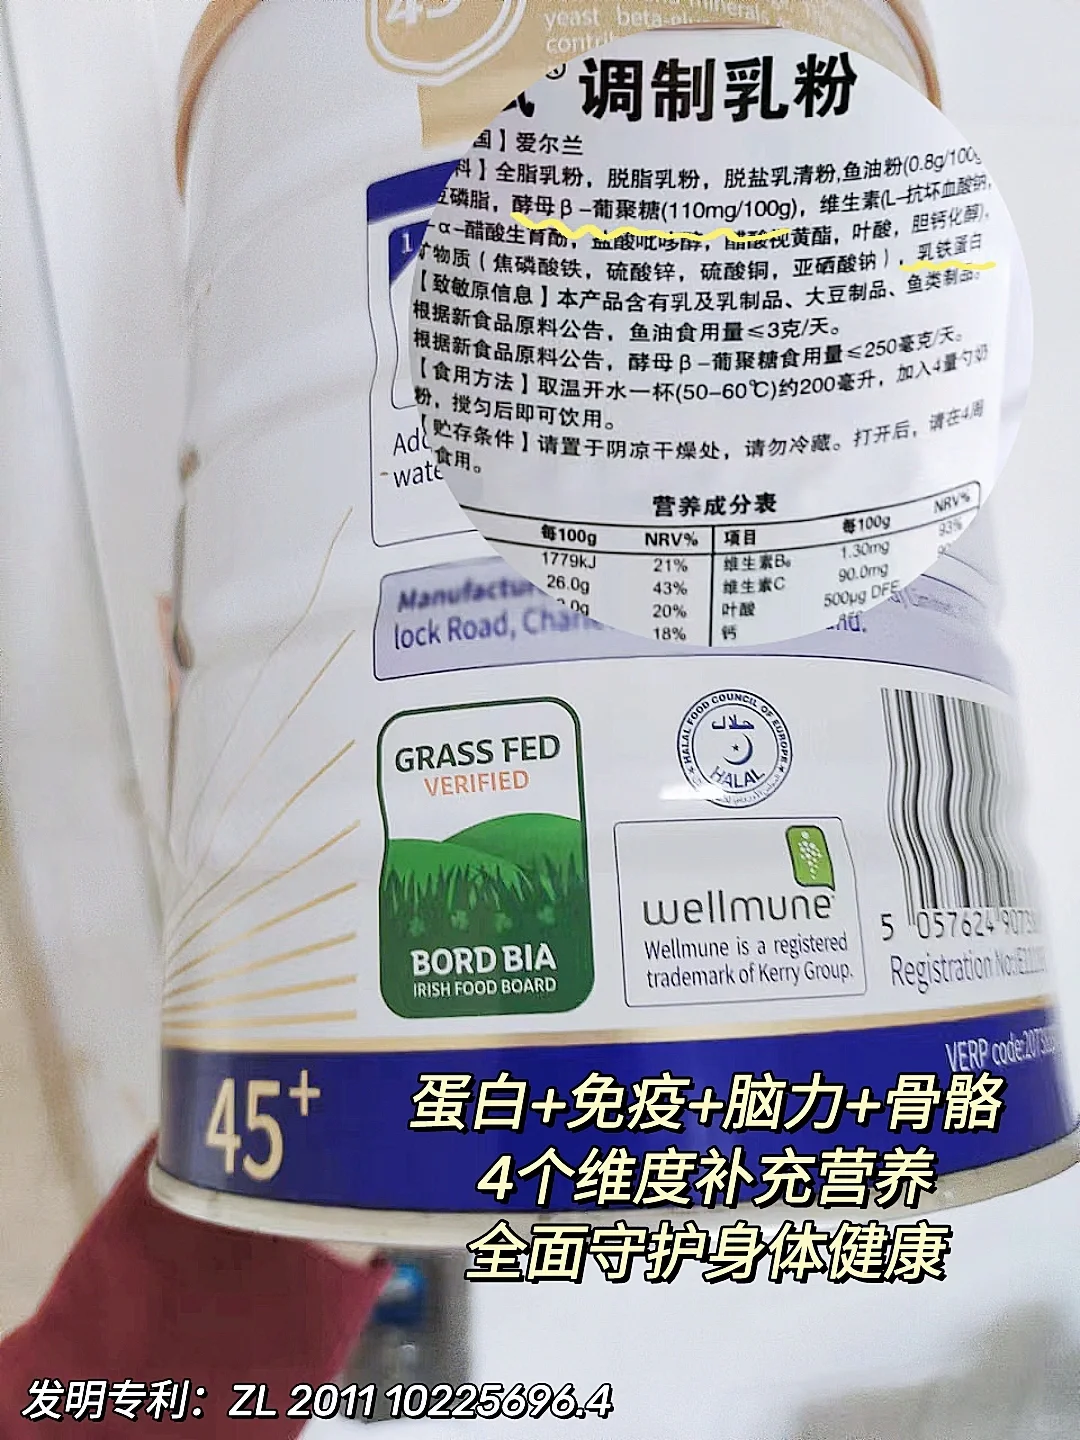 45
yeast beta-
contri
调制乳粉
国】爱尔兰
料】全脂乳粉，脱脂乳粉，脱盐乳清粉,鱼油粉(0.8g/100g
豆磷脂，酵母β-葡聚糖(110mg/100g)，维生素(L-抗坏血酸钠，
-α-醋酸生育酚，盐酸吡哆醇，醋酸视黄酯，叶酸，胆钙化醇)，
矿物质（焦磷酸铁，硫酸锌，硫酸铜，亚硒酸钠），乳铁蛋白
【致敏原信息】本产品含有乳及乳制品、大豆制品、鱼类制品。
根据新食品原料公告，鱼油食用量≤3克/天。
根据新食品原料公告，酵母β-葡聚糖食用量≤250毫克/天。
【食用方法】取温开水一杯(50-60℃)约200毫升，加入4量勺奶
粉，搅匀后即可饮用。
【贮存条件】请置于阴凉干燥处，请勿冷藏。打开后，请在4周
食用。
1
Add
wate
营养成分表
每100g NRV% 项目 每100g NRV%
1779kJ 21% 维生素B₆ 1.30mg 93%
26.0g 43% 维生素C 90.0mg
20% 叶酸 500μg DFE
18% 钙
Manufactur
lock Road, Char
GRASS FED
VERIFIED
BORD BIA
IRISH FOOD BOARD
HALAL FOOD COUNCIL OF EUROPE
حلال
HALAL
wellmune
Wellmune is a registered
trademark of Kerry Group.
5 057624 9073
Registration No:IE
VERP code:207
45+
蛋白+免疫+脑力+骨骼
4个维度补充营养
全面守护身体健康
发明专利：ZL 2011 10225696.4